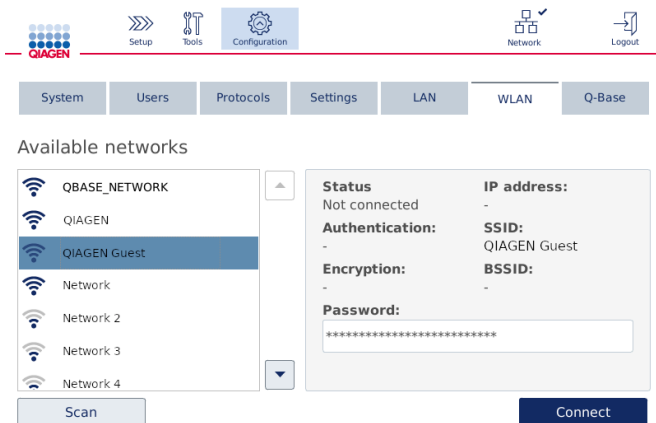 QIAGEN
Setup
Tools
Configuration
Network
Logout
System
Users
Protocols
Settings
LAN
WLAN
Q-Base
Available networks
QBASE_NETWORK
QIAGEN
QIAGEN Guest
Network
Network 2
Network 3
Network 4
Status
Not connected
IP address:
-
Authentication:
-
SSID:
QIAGEN Guest
Encryption:
-
BSSID:
-
Password:
**************************
Scan
Connect